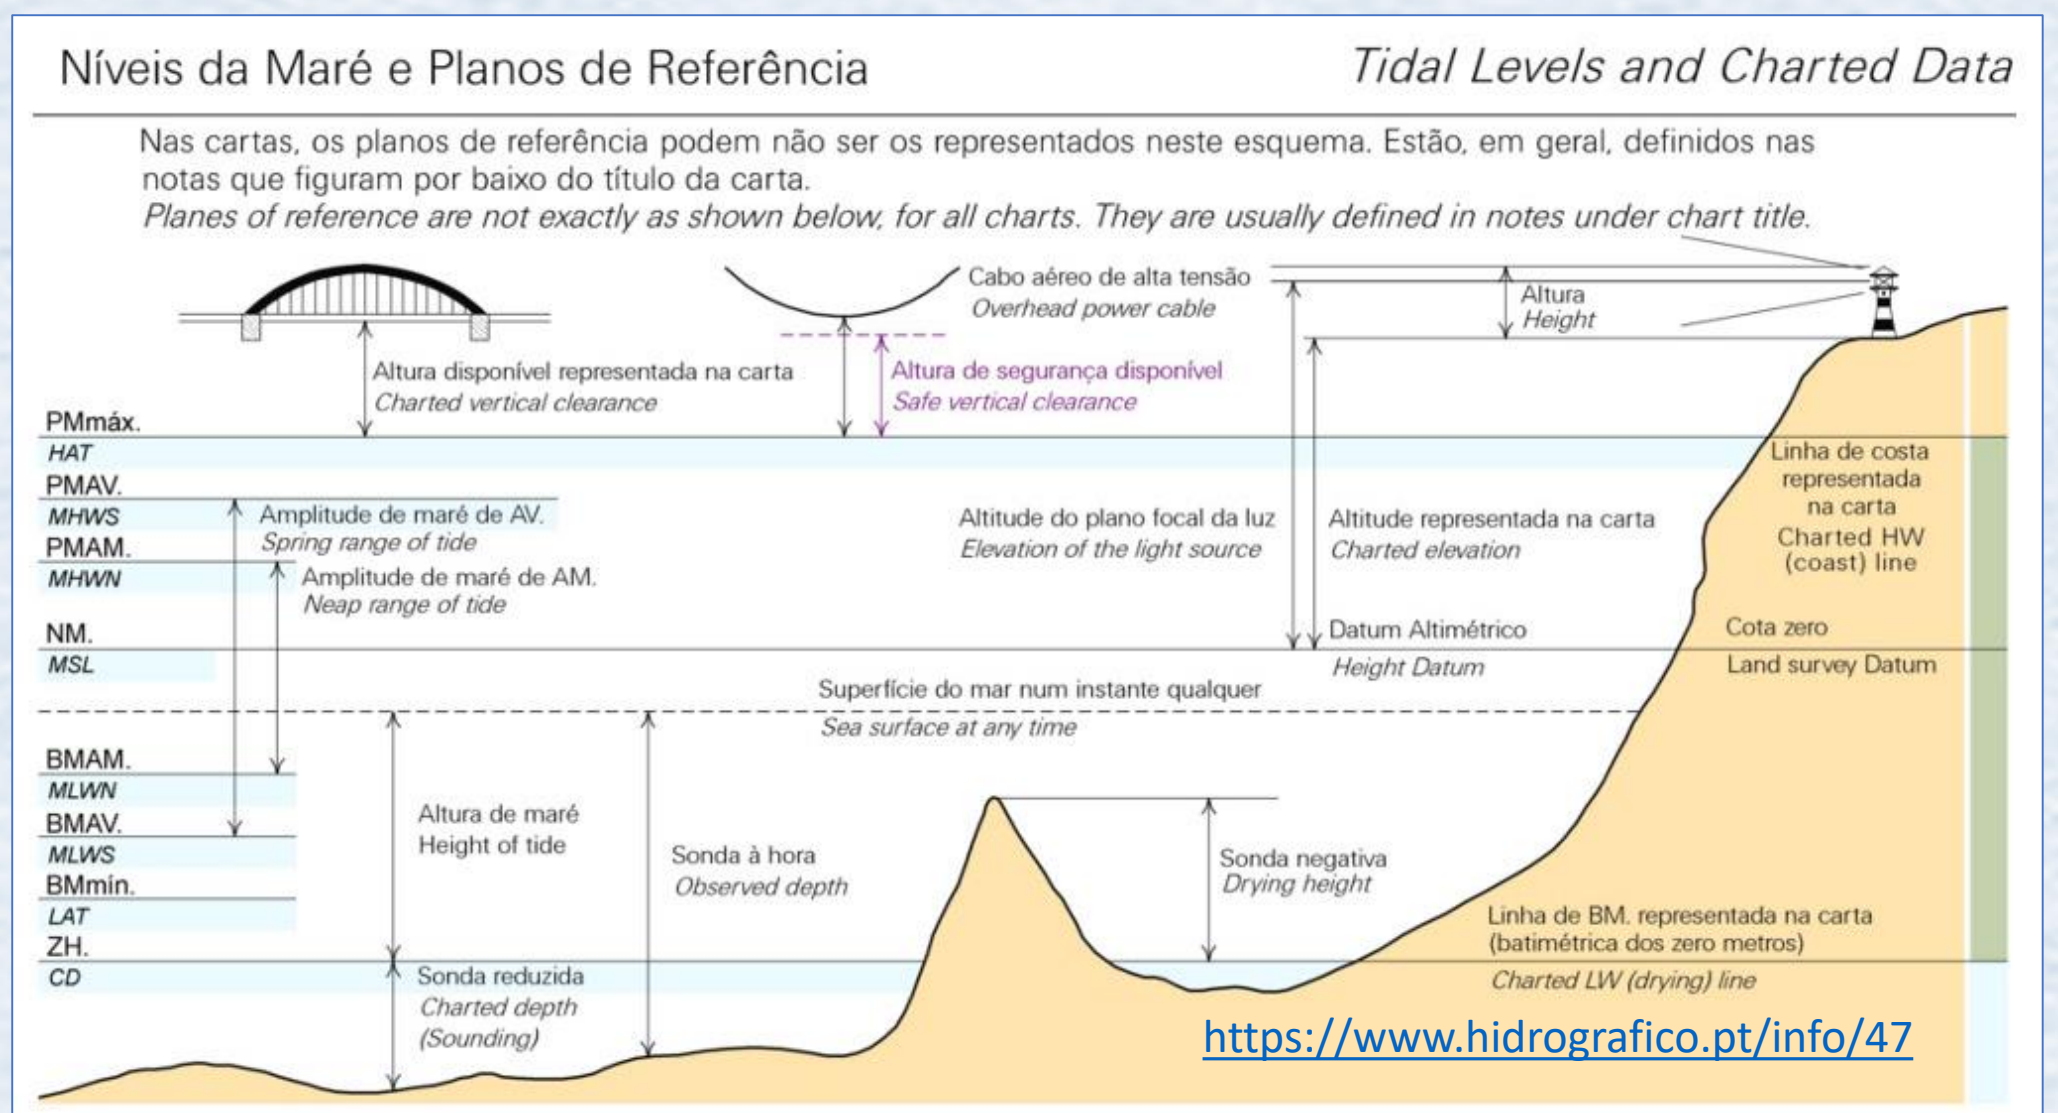 Níveis da Maré e Planos de Referência
Tidal Levels and Charted Data
Nas cartas, os planos de referência podem não ser os representados neste esquema. Estão, em geral, definidos nas
notas que figuram por baixo do título da carta.
Planes of reference are not exactly as shown below, for all charts. They are usually defined in notes under chart title.
Cabo aéreo de alta tensão
Overhead power cable
Altura
Height
Altura disponível representada na carta
Charted vertical clearance
Altura de segurança disponível
Safe vertical clearance
PMmáx.
HAT
PMAV.
MHWS
PMAM.
MHWN
Amplitude de maré de AV.
Spring range of tide
Amplitude de maré de AM.
Neap range of tide
Altitude do plano focal da luz
Elevation of the light source
Altitude representada na carta
Charted elevation
Linha de costa
representada
na carta
Charted HW
(coast) line
NM.
MSL
Datum Altimétrico
Height Datum
Cota zero
Land survey Datum
Superfície do mar num instante qualquer
Sea surface at any time
BMAM.
MLWN
BMAV.
MLWS
BMmín.
LAT
ZH.
CD
Altura de maré
Height of tide
Sonda à hora
Observed depth
Sonda negativa
Drying height
Linha de BM. representada na carta
(batimétrica dos zero metros)
Charted LW (drying) line
Sonda reduzida
Charted depth
(Sounding)
https://www.hidrografico.pt/info/47